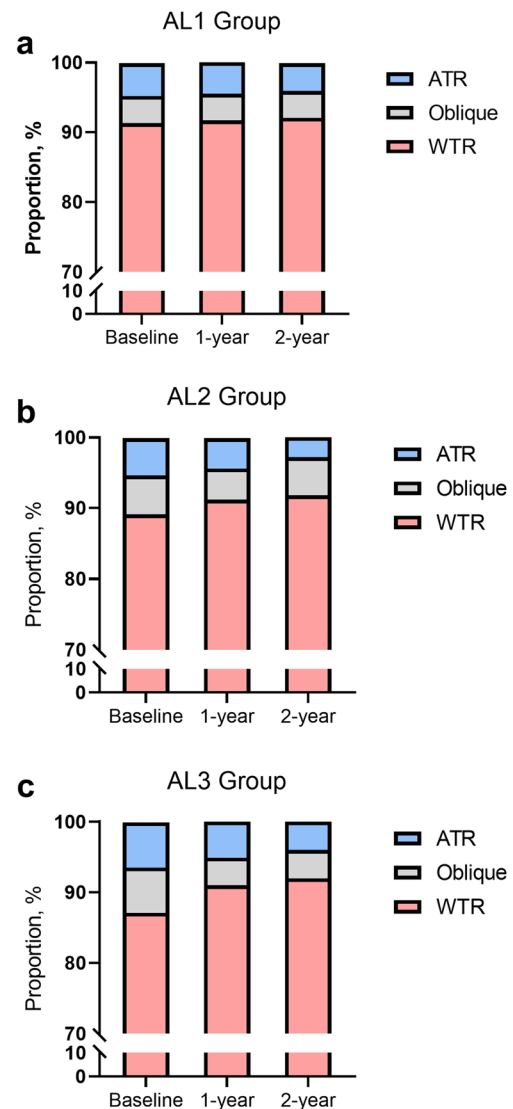 AL1 Group
a
100
90
80
70
10
0
Proportion, %
ATR
Oblique
WTR
Baseline 1-year 2-year
AL2 Group
b
100
90
80
70
10
0
Proportion, %
ATR
Oblique
WTR
Baseline 1-year 2-year
AL3 Group
c
100
90
80
70
10
0
Proportion, %
ATR
Oblique
WTR
Baseline 1-year 2-year